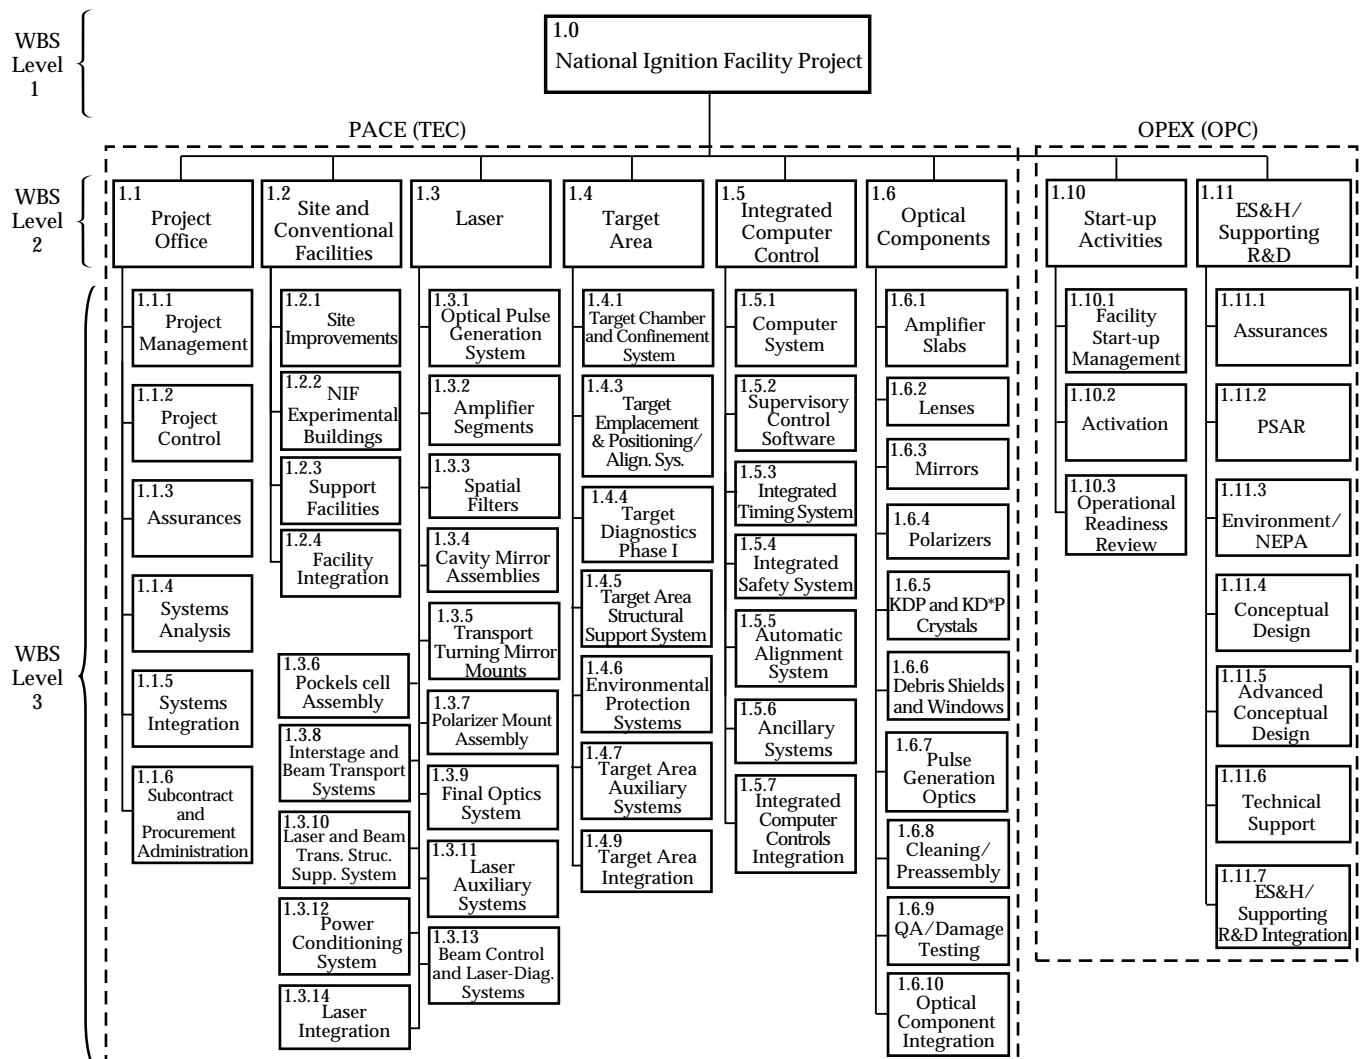 WBS
Level
1
1.0
National Ignition Facility Project
PACE (TEC)
OPEX (OPC)
WBS
Level
2
1.1
Project
Office
1.2
Site and
Conventional
Facilities
1.3
Laser
1.4
Target
Area
1.5
Integrated
Computer
Control
1.6
Optical
Components
1.10
Start-up
Activities
1.11
ES&H/
Supporting
R&D
WBS
Level
3
1.1.1
Project
Management
1.1.2
Project
Control
1.1.3
Assurances
1.1.4
Systems
Analysis
1.1.5
Systems
Integration
1.1.6
Subcontract
and
Procurement
Administration
1.2.1
Site
Improvements
1.2.2
NIF
Experimental
Buildings
1.2.3
Support
Facilities
1.2.4
Facility
Integration
1.3.1
Optical Pulse
Generation
System
1.3.2
Amplifier
Segments
1.3.3
Spatial
Filters
1.3.4
Cavity Mirror
Assemblies
1.3.5
Transport
Turning Mirror
Mounts
1.3.6
Pockels cell
Assembly
1.3.7
Polarizer Mount
Assembly
1.3.8
Interstage and
Beam Transport
Systems
1.3.9
Final Optics
System
1.3.10
Laser and Beam
Trans. Struc.
Supp. System
1.3.11
Laser
Auxiliary
Systems
1.3.12
Power
Conditioning
System
1.3.13
Beam Control
and Laser-Diag.
Systems
1.3.14
Laser
Integration
1.4.1
Target Chamber
and Confinement
System
1.4.3
Target
Emplacement
& Positioning/
Align. Sys.
1.4.4
Target
Diagnostics
Phase I
1.4.5
Target Area
Structural
Support System
1.4.6
Environmental
Protection
Systems
1.4.7
Target Area
Auxiliary
Systems
1.4.9
Target Area
Integration
1.5.1
Computer
System
1.5.2
Supervisory
Control
Software
1.5.3
Integrated
Timing System
1.5.4
Integrated
Safety System
1.5.5
Automatic
Alignment
System
1.5.6
Ancillary
Systems
1.5.7
Integrated
Computer
Controls
Integration
1.6.1
Amplifier
Slabs
1.6.2
Lenses
1.6.3
Mirrors
1.6.4
Polarizers
1.6.5
KDP and KD*P
Crystals
1.6.6
Debris Shields
and Windows
1.6.7
Pulse
Generation
Optics
1.6.8
Cleaning/
Preassembly
1.6.9
QA/Damage
Testing
1.6.10
Optical
Component
Integration
1.10.1
Facility
Start-up
Management
1.10.2
Activation
1.10.3
Operational
Readiness
Review
1.11.1
Assurances
1.11.2
PSAR
1.11.3
Environment/
NEPA
1.11.4
Conceptual
Design
1.11.5
Advanced
Conceptual
Design
1.11.6
Technical
Support
1.11.7
ES&H/
Supporting
R&D Integration